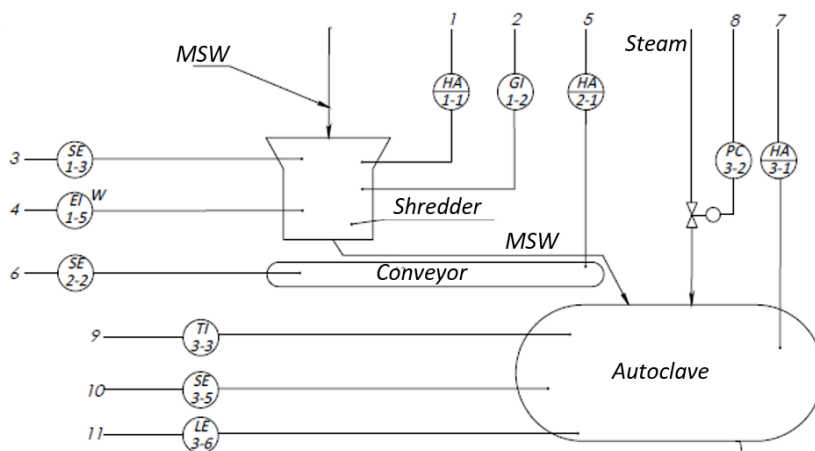 1 2 5 8 7
MSW
Steam
HA
1-1
GI
1-2
HA
2-1
PC
3-2
HA
3-1
3
SE
1-3
4
EI W
1-5
Shredder
MSW
6
SE
2-2
Conveyor
9
TI
3-3
10
SE
3-5
Autoclave
11
LE
3-6